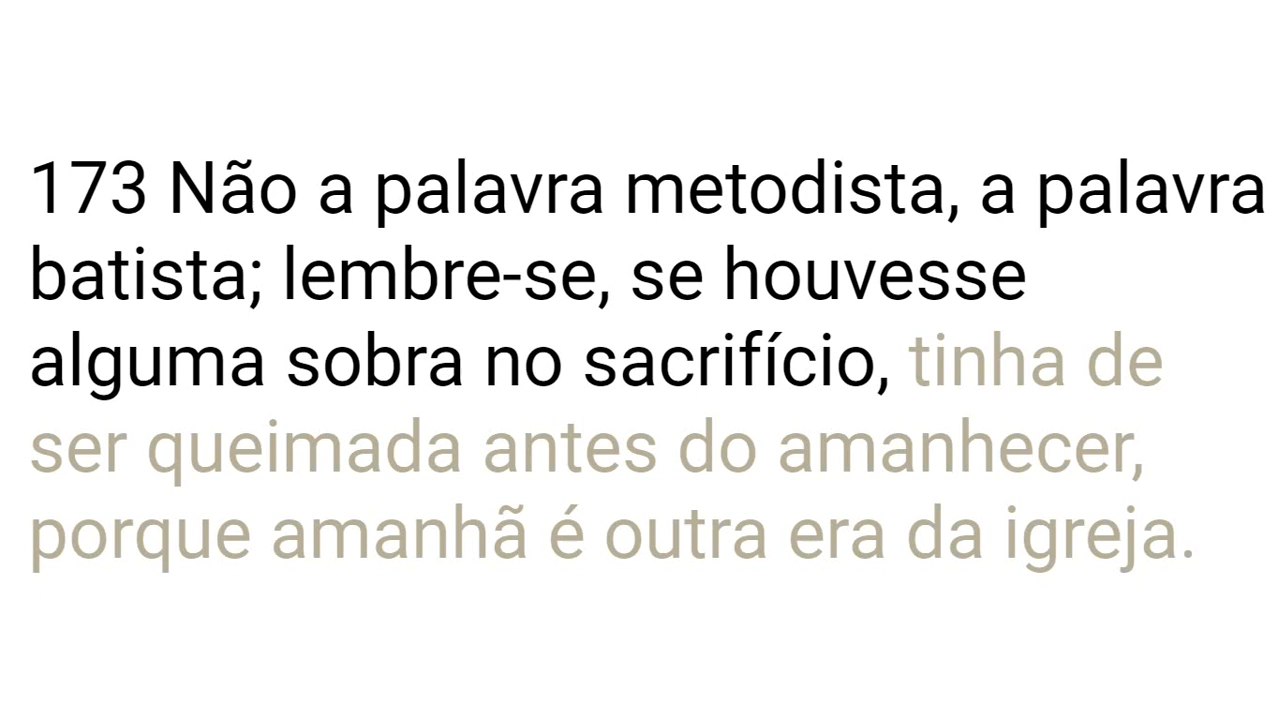 173 Não a palavra metodista, a palavra
batista; lembre-se, se houvesse
alguma sobra no sacrifício, tinha de
ser queimada antes do amanhecer,
porque amanhã é outra era da igreja.